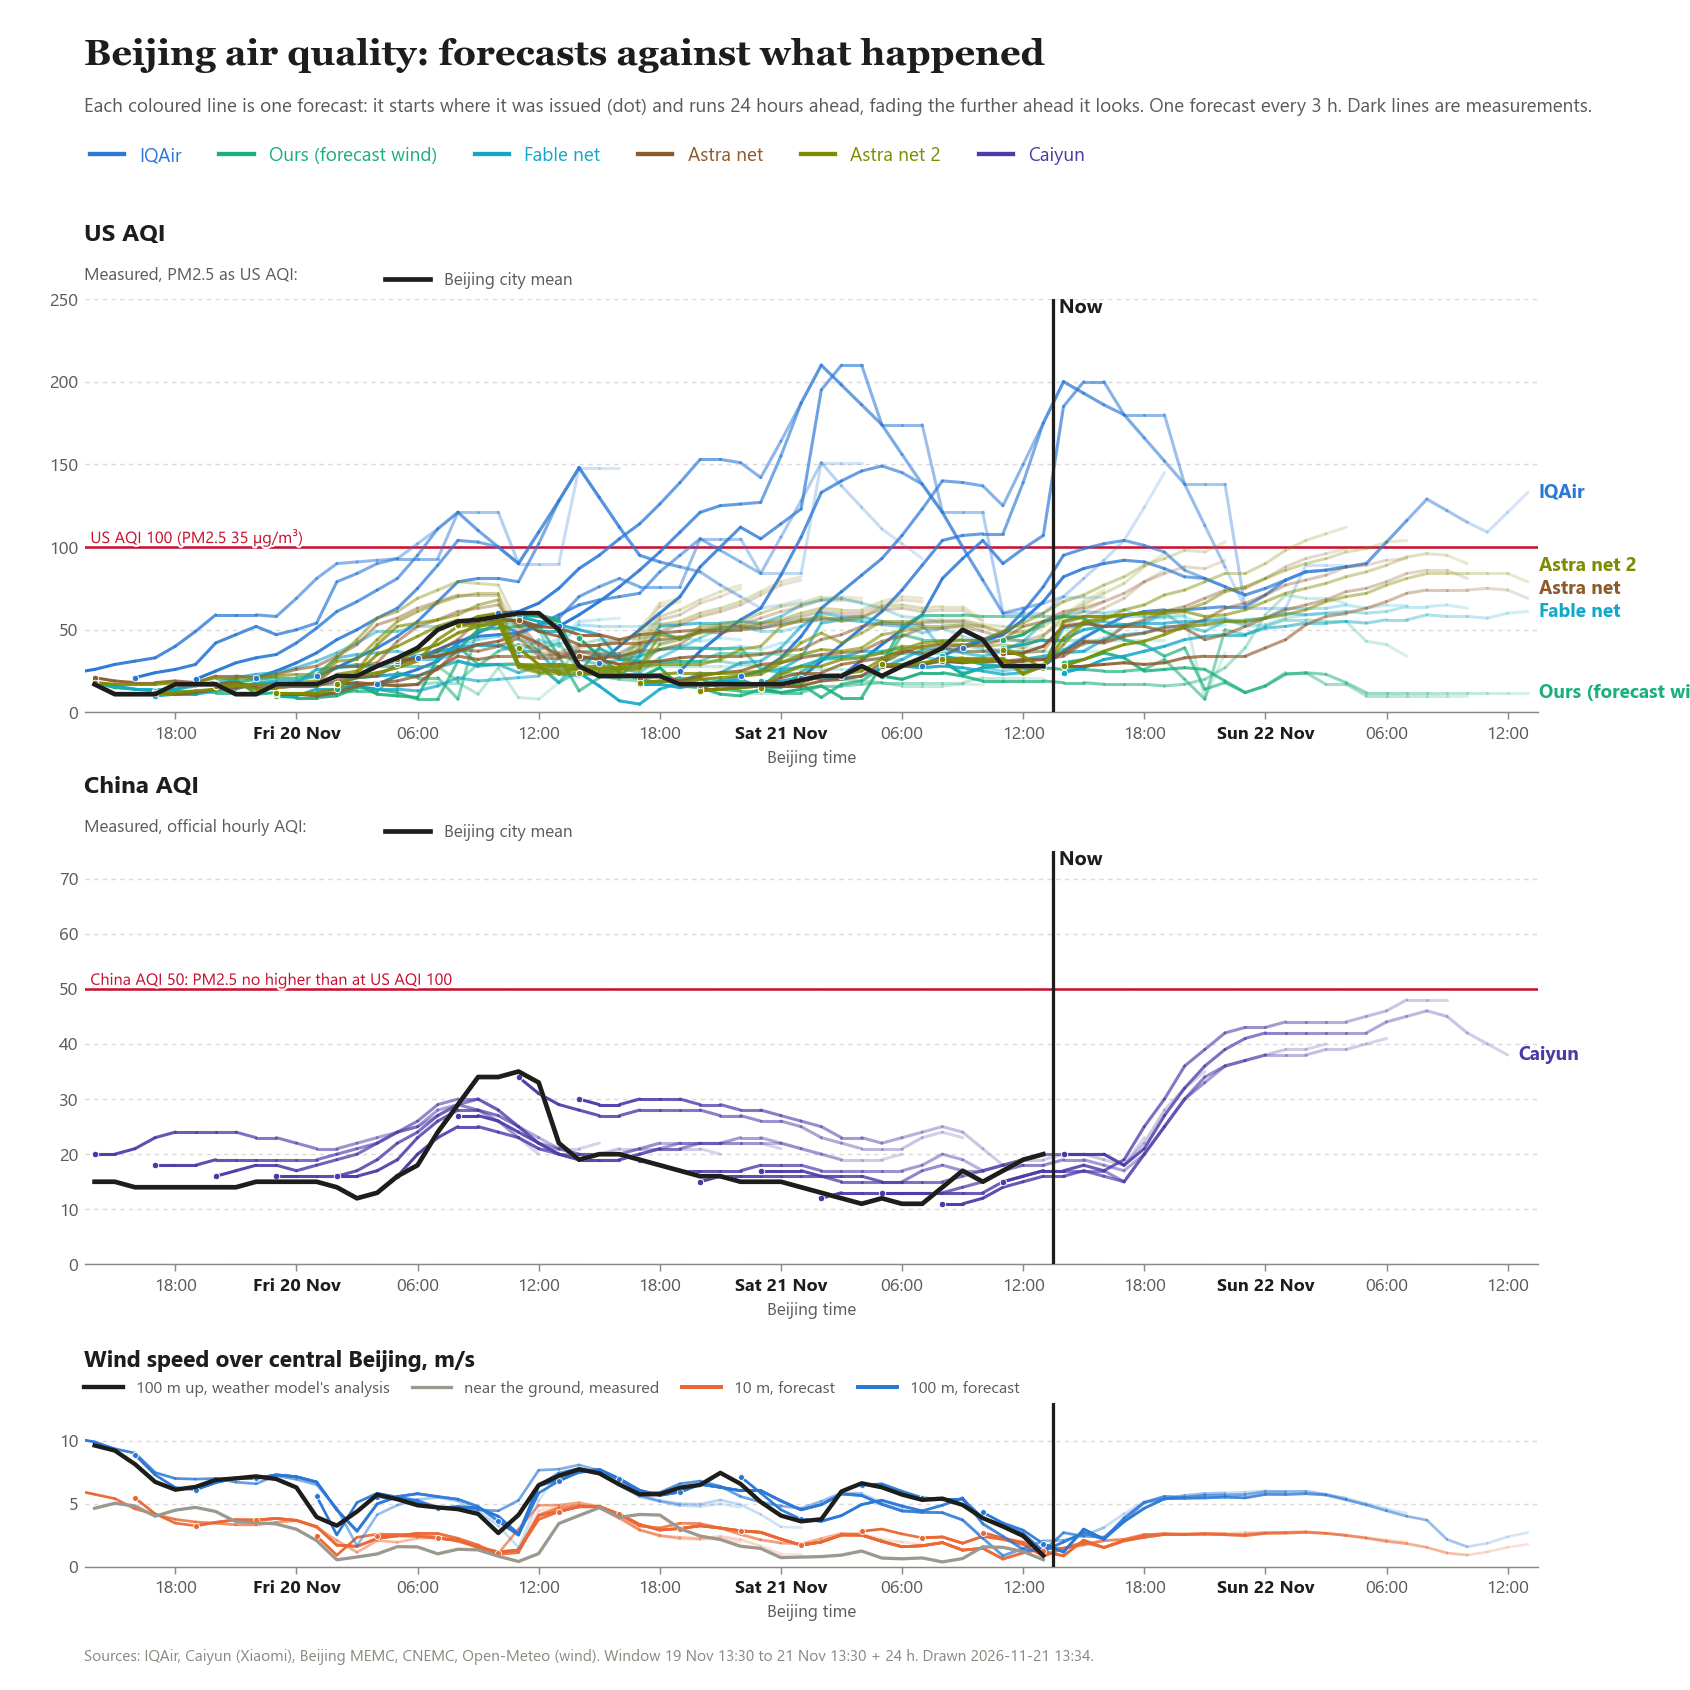 Beijing air quality: forecasts against what happened
Each coloured line is one forecast: it starts where it was issued (dot) and runs 24 hours ahead, fading the further ahead it looks. One forecast every 3 h. Dark lines are measurements.
IQAir Ours (forecast wind) Fable net Astra net Astra net 2 Caiyun
US AQI
Measured, PM2.5 as US AQI: Beijing city mean
250
Now
200
150
IQAir
US AQI 100 (PM2.5 35 µg/m³)
100
Astra net 2
Astra net
Fable net
50
Ours (forecast wi
0
18:00 Fri 20 Nov 06:00 12:00 18:00 Sat 21 Nov 06:00 12:00 18:00 Sun 22 Nov 06:00 12:00
Beijing time
China AQI
Measured, official hourly AQI: Beijing city mean
Now
70
60
China AQI 50: PM2.5 no higher than at US AQI 100
50
40
Caiyun
30
20
10
0
18:00 Fri 20 Nov 06:00 12:00 18:00 Sat 21 Nov 06:00 12:00 18:00 Sun 22 Nov 06:00 12:00
Beijing time
Wind speed over central Beijing, m/s
100 m up, weather model's analysis near the ground, measured 10 m, forecast 100 m, forecast
10
5
0
18:00 Fri 20 Nov 06:00 12:00 18:00 Sat 21 Nov 06:00 12:00 18:00 Sun 22 Nov 06:00 12:00
Beijing time
Sources: IQAir, Caiyun (Xiaomi), Beijing MEMC, CNEMC, Open-Meteo (wind). Window 19 Nov 13:30 to 21 Nov 13:30 + 24 h. Drawn 2026-11-21 13:34.